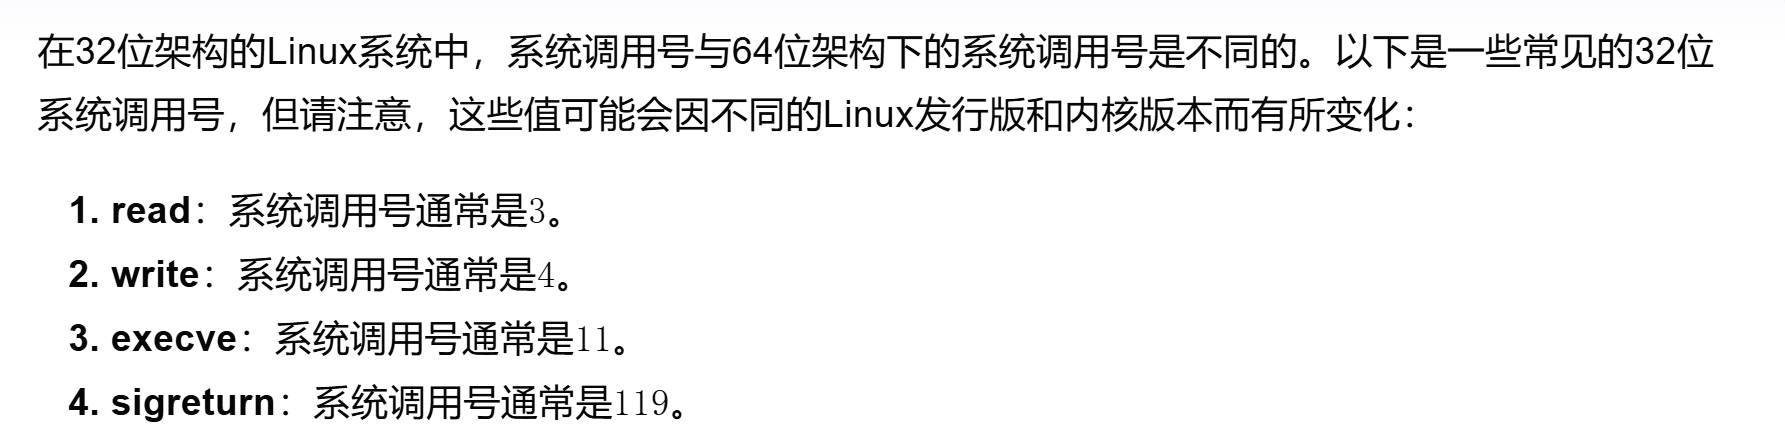 在32位架构的Linux系统中，系统调用号与64位架构下的系统调用号是不同的。以下是一些常见的32位
系统调用号，但请注意，这些值可能会因不同的Linux发行版和内核版本而有所变化：
1. read：系统调用号通常是3。
2. write：系统调用号通常是4。
3. execve：系统调用号通常是11。
4. sigreturn：系统调用号通常是119。